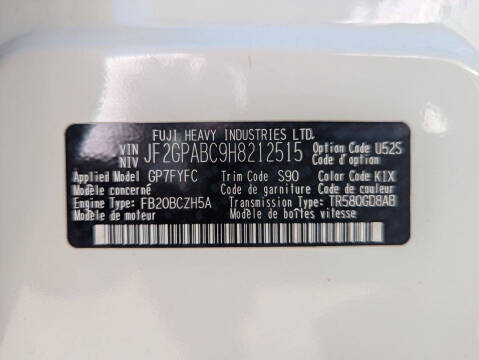 FUJI HEAVY INDUSTRIES LTD.
VIN NIV JF2GPABC9H8212515 Option Code U52S Code d'option
Applied Model GP7FYFC Trim Code S90 Color Code K1X
Modèle concerné Code de garniture Code de couleur
Engine Type: FB20BCZH5A Transmission Type: TR580GD8AB
Modèle de moteur Modèle de boîtes vitesse